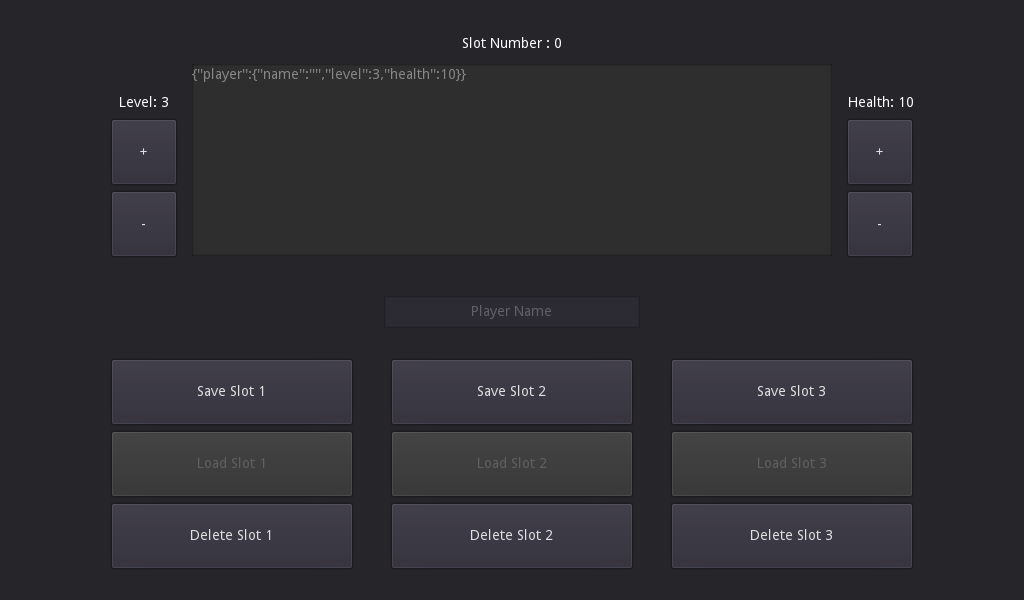 Slot Number : 0
{"player":{"name":"","level":3,"health":10}}
Level: 3
Health: 10
+
+
-
-
Player Name
Save Slot 1
Save Slot 2
Save Slot 3
Load Slot 1
Load Slot 2
Load Slot 3
Delete Slot 1
Delete Slot 2
Delete Slot 3